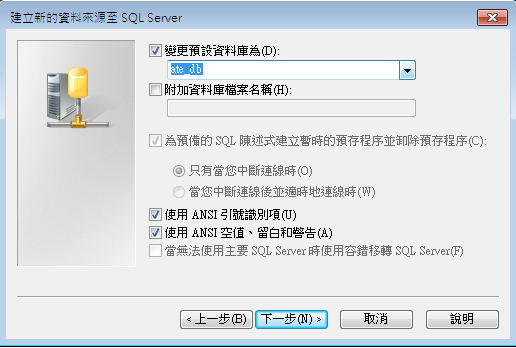 建立新的資料來源至 SQL Server
變更預設資料庫為(D):
ate_db
附加資料庫檔案名稱(H):
為預備的 SQL 陳述式建立暫時的預存程序並卸除預存程序(C):
只有當您中斷連線時(O)
當您中斷連線後並適時地連線時(W)
使用 ANSI 引號識別項(U)
使用 ANSI 空值、留白和警告(A)
當無法使用主要 SQL Server 時使用容錯移轉 SQL Server(F)
< 上一步(B) 下一步(N) > 取消 說明